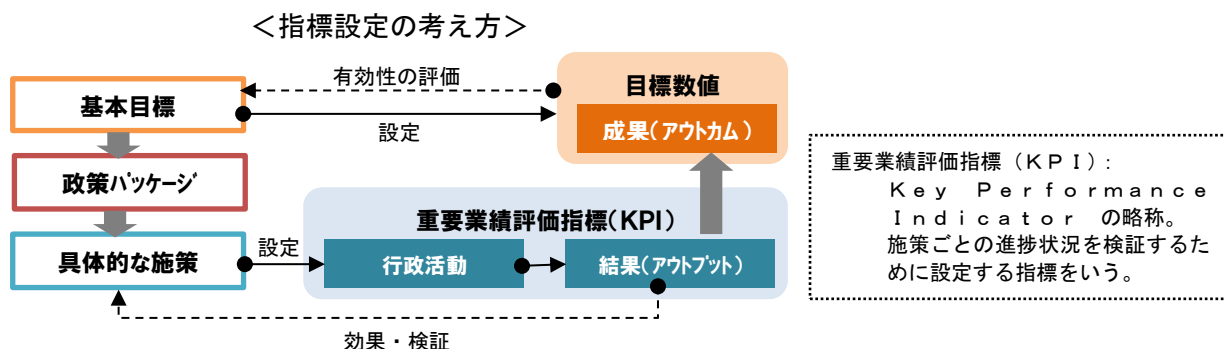 ＜指標設定の考え方＞
有効性の評価
目標数値
基本目標
設定
成果(アウトカム)
政策パッケージ
重要業績評価指標(KPI)
具体的な施策
設定
行政活動
結果(アウトプット)
効果・検証
重要業績評価指標（ＫＰＩ）:
Ｋｅｙ　Ｐｅｒｆｏｒｍａｎｃｅ
Ｉｎｄｉｃａｔｏｒ　の略称。
施策ごとの進捗状況を検証するた
めに設定する指標をいう。